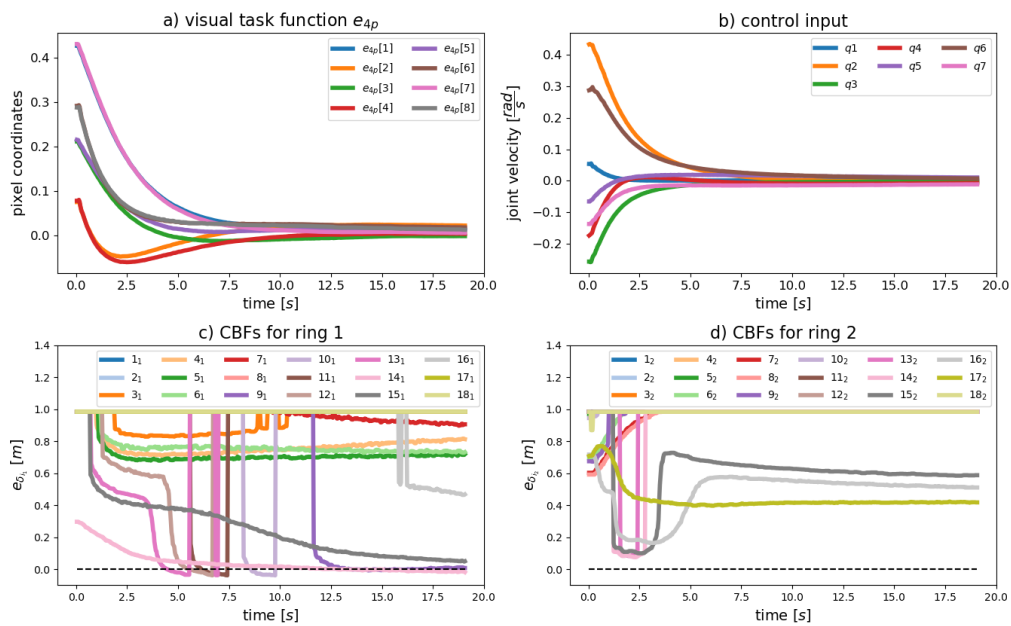 a) visual task function e4p
pixel coordinates
0.4
0.3
0.2
0.1
0.0
e4p[1] e4p[5]
e4p[2] e4p[6]
e4p[3] e4p[7]
e4p[4] e4p[8]
0.0 2.5 5.0 7.5 10.0 12.5 15.0 17.5 20.0
time [s]
b) control input
joint velocity [rad/s]
0.4
0.3
0.2
0.1
0.0
−0.1
−0.2
q1 q4 q6
q2 q5 q7
q3
0.0 2.5 5.0 7.5 10.0 12.5 15.0 17.5 20.0
time [s]
c) CBFs for ring 1
eδi1 [m]
1.4
1.2
1.0
0.8
0.6
0.4
0.2
0.0
1₁ 4₁ 7₁ 10₁ 13₁ 16₁
2₁ 5₁ 8₁ 11₁ 14₁ 17₁
3₁ 6₁ 9₁ 12₁ 15₁ 18₁
0.0 2.5 5.0 7.5 10.0 12.5 15.0 17.5 20.0
time [s]
d) CBFs for ring 2
eδi2 [m]
1.4
1.2
1.0
0.8
0.6
0.4
0.2
0.0
1₂ 4₂ 7₂ 10₂ 13₂ 16₂
2₂ 5₂ 8₂ 11₂ 14₂ 17₂
3₂ 6₂ 9₂ 12₂ 15₂ 18₂
0.0 2.5 5.0 7.5 10.0 12.5 15.0 17.5 20.0
time [s]